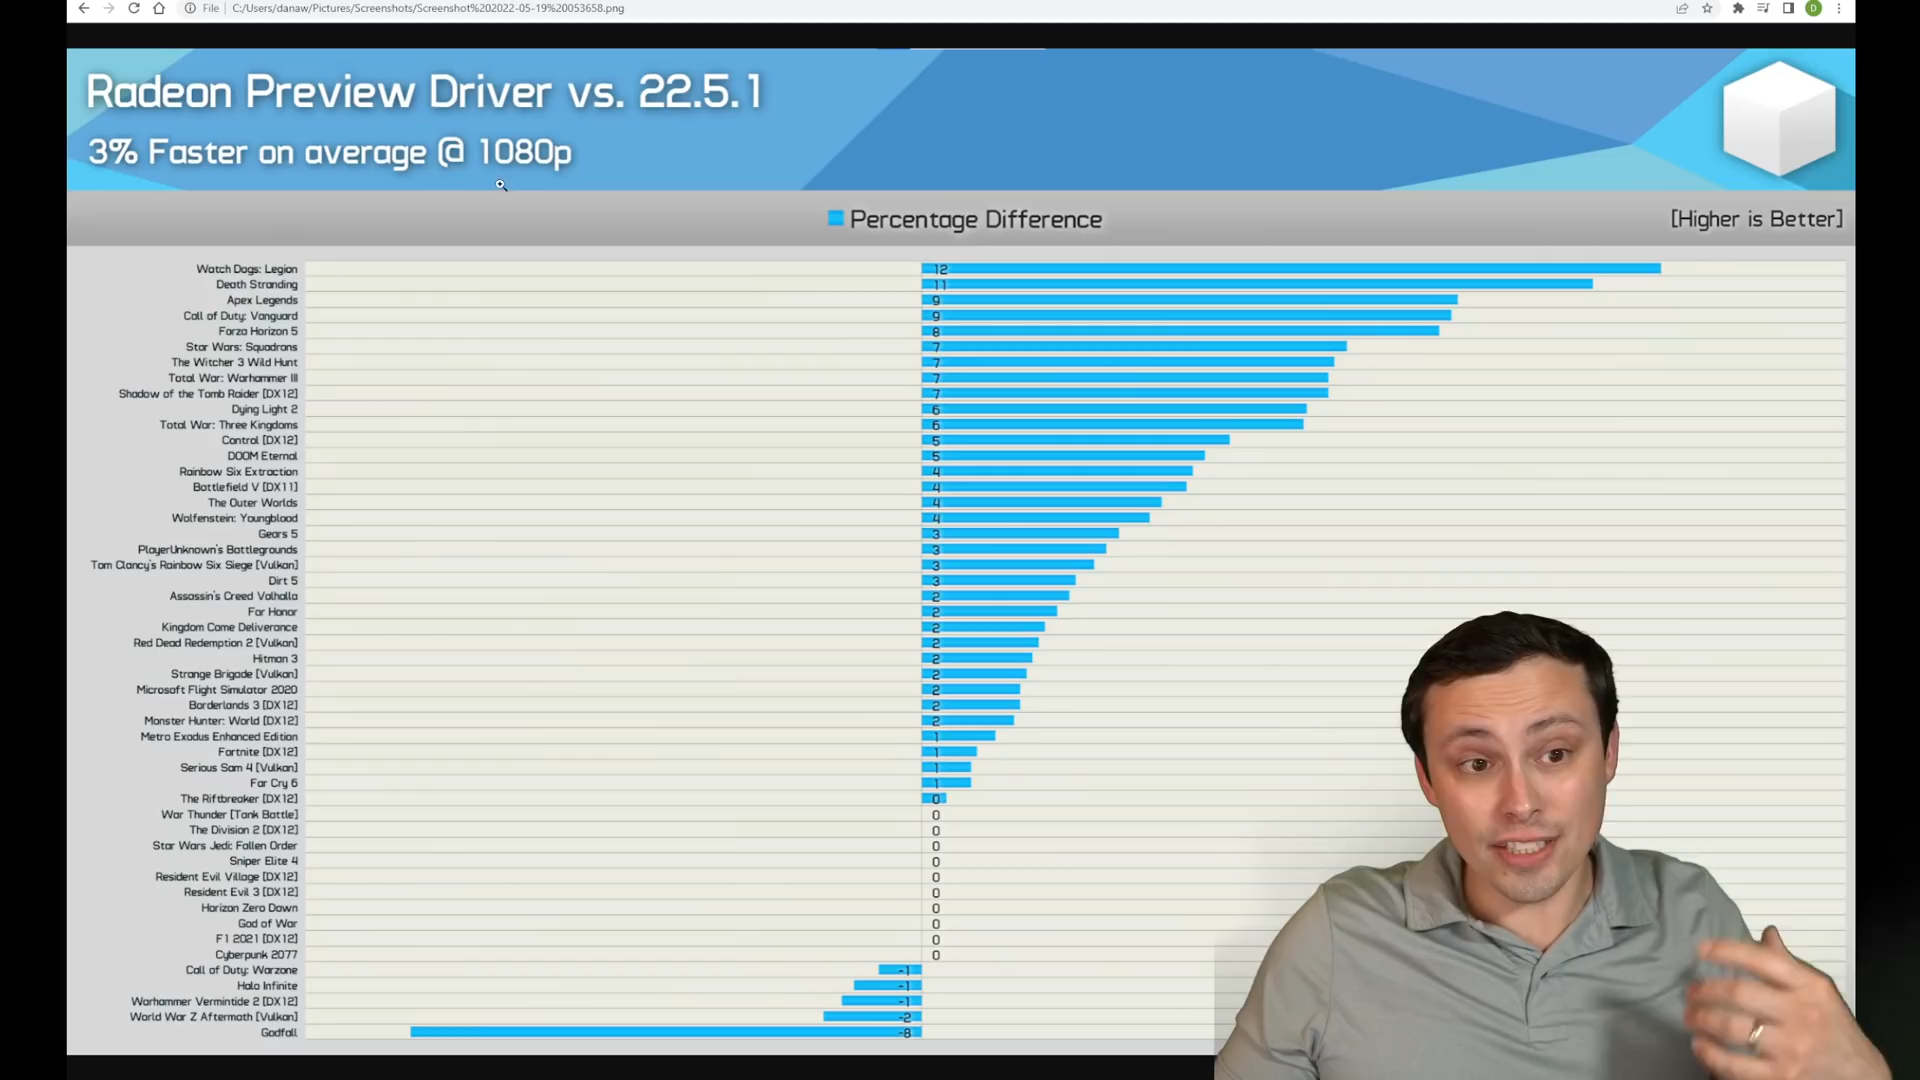 File
C:/Users/danaw/Pictures/Screenshots/Screenshot%202022-05-19%20053658.png
D
Radeon Preview Driver vs. 22.5.1
3% Faster on average @ 1080p
Percentage Difference
[Higher is Better]
Watch Dogs: Legion 12
Death Stranding 11
Apex Legends 9
Call of Duty: Vanguard 9
Forza Horizon 5 8
Star Wars: Squadrons 7
The Witcher 3 Wild Hunt 7
Total War: Warhammer III 7
Shadow of the Tomb Raider [DX12] 7
Dying Light 2 6
Total War: Three Kingdoms 6
Control [DX12] 5
DOOM Eternal 5
Rainbow Six Extraction 4
Battlefield V [DX11] 4
The Outer Worlds 4
Wolfenstein: Youngblood 4
Gears 5 3
PlayerUnknown's Battlegrounds 3
Tom Clancy's Rainbow Six Siege [Vulkan] 3
Dirt 5 3
Assassin's Creed Valhalla 2
For Honor 2
Kingdom Come Deliverance 2
Red Dead Redemption 2 [Vulkan] 2
Hitman 3 2
Strange Brigade [Vulkan] 2
Microsoft Flight Simulator 2020 2
Borderlands 3 [DX12] 2
Monster Hunter: World [DX12] 2
Metro Exodus Enhanced Edition 1
Fortnite [DX12] 1
Serious Sam 4 [Vulkan] 1
Far Cry 6 1
The Riftbreaker [DX12] 0
War Thunder [Tank Battle] 0
The Division 2 [DX12] 0
Star Wars Jedi: Fallen Order 0
Sniper Elite 4 0
Resident Evil Village [DX12] 0
Resident Evil 3 [DX12] 0
Horizon Zero Dawn 0
God of War 0
F1 2021 [DX12] 0
Cyberpunk 2077 0
Call of Duty: Warzone -1
Halo Infinite -1
Warhammer Vermintide 2 [DX12] -1
World War Z Aftermath [Vulkan] -2
Godfall -8